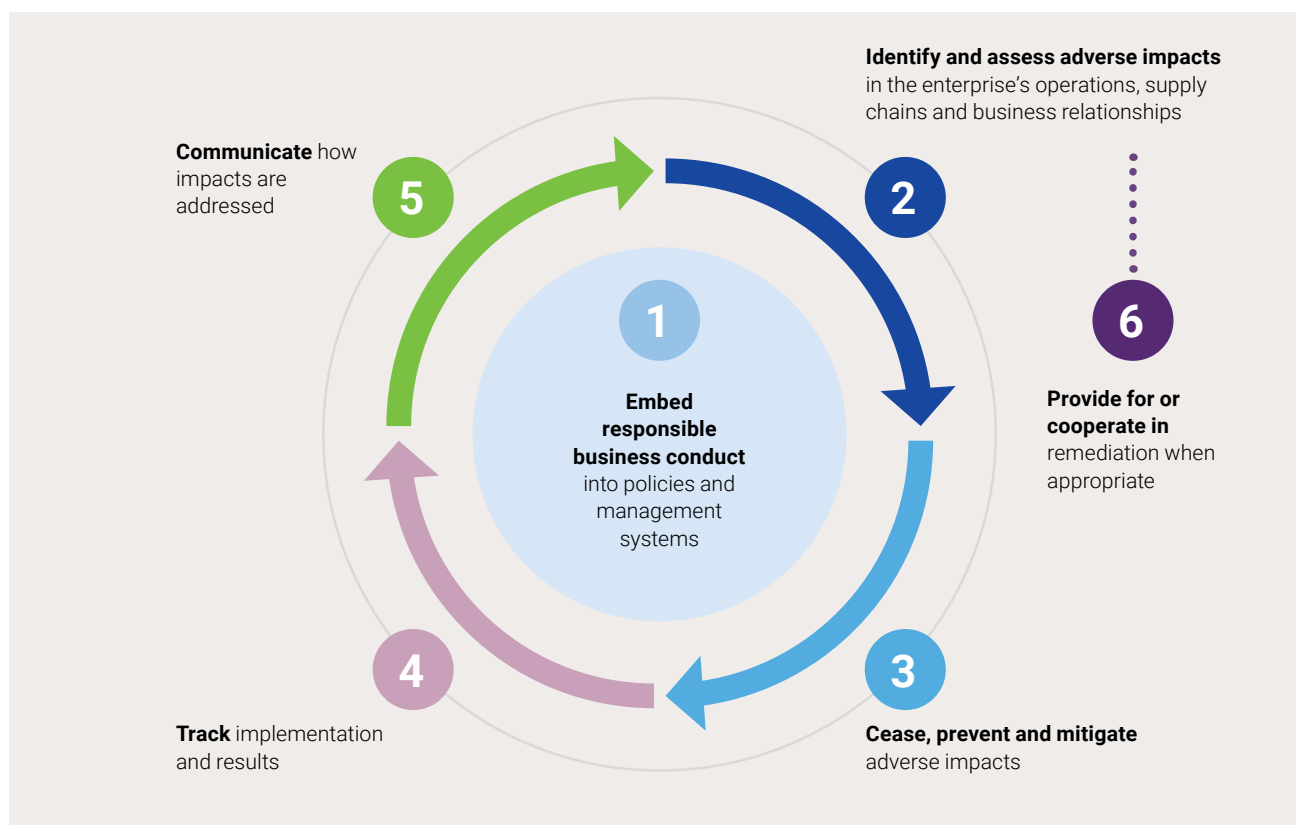 1
Embed
responsible
business conduct
into policies and
management
systems
2
Identify and assess adverse impacts
in the enterprise’s operations, supply
chains and business relationships
3
Cease, prevent and mitigate
adverse impacts
4
Track implementation
and results
5
Communicate how
impacts are
addressed
6
Provide for or
cooperate in
remediation when
appropriate